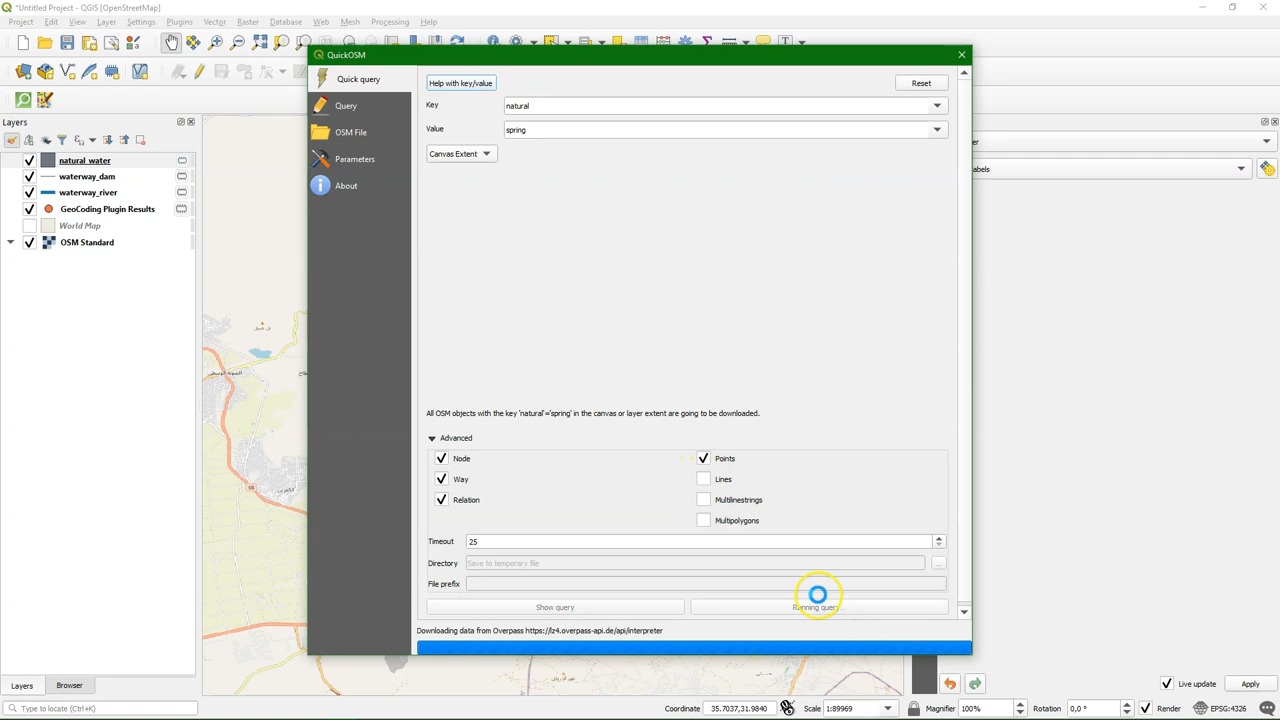 *Untitled Project - QGIS [OpenStreetMap]
Project Edit View Layer Settings Plugins Vector Raster Database Web Mesh Processing Help
QuickOSM
Quick query
Query
OSM File
Parameters
About
Help with key/value
Reset
Key natural
Value spring
Canvas Extent
All OSM objects with the key 'natural'='spring' in the canvas or layer extent are going to be downloaded.
Advanced
Node
Points
Way
Lines
Relation
Multilinestrings
Multipolygons
Timeout 25
Directory Save to temporary file ...
File prefix
Show query
Running query...
Downloading data from Overpass https://lz4.overpass-api.de/api/interpreter
Layers
natural_water
waterway_dam
waterway_river
GeoCoding Plugin Results
World Map
OSM Standard
abels
الشونة الوسطى
Layers Browser
Live update
Apply
Type to locate (Ctrl+K)
Coordinate 35.7037,31.9840
Scale 1:89969
Magnifier 100%
Rotation 0,0 °
Render
EPSG:4326